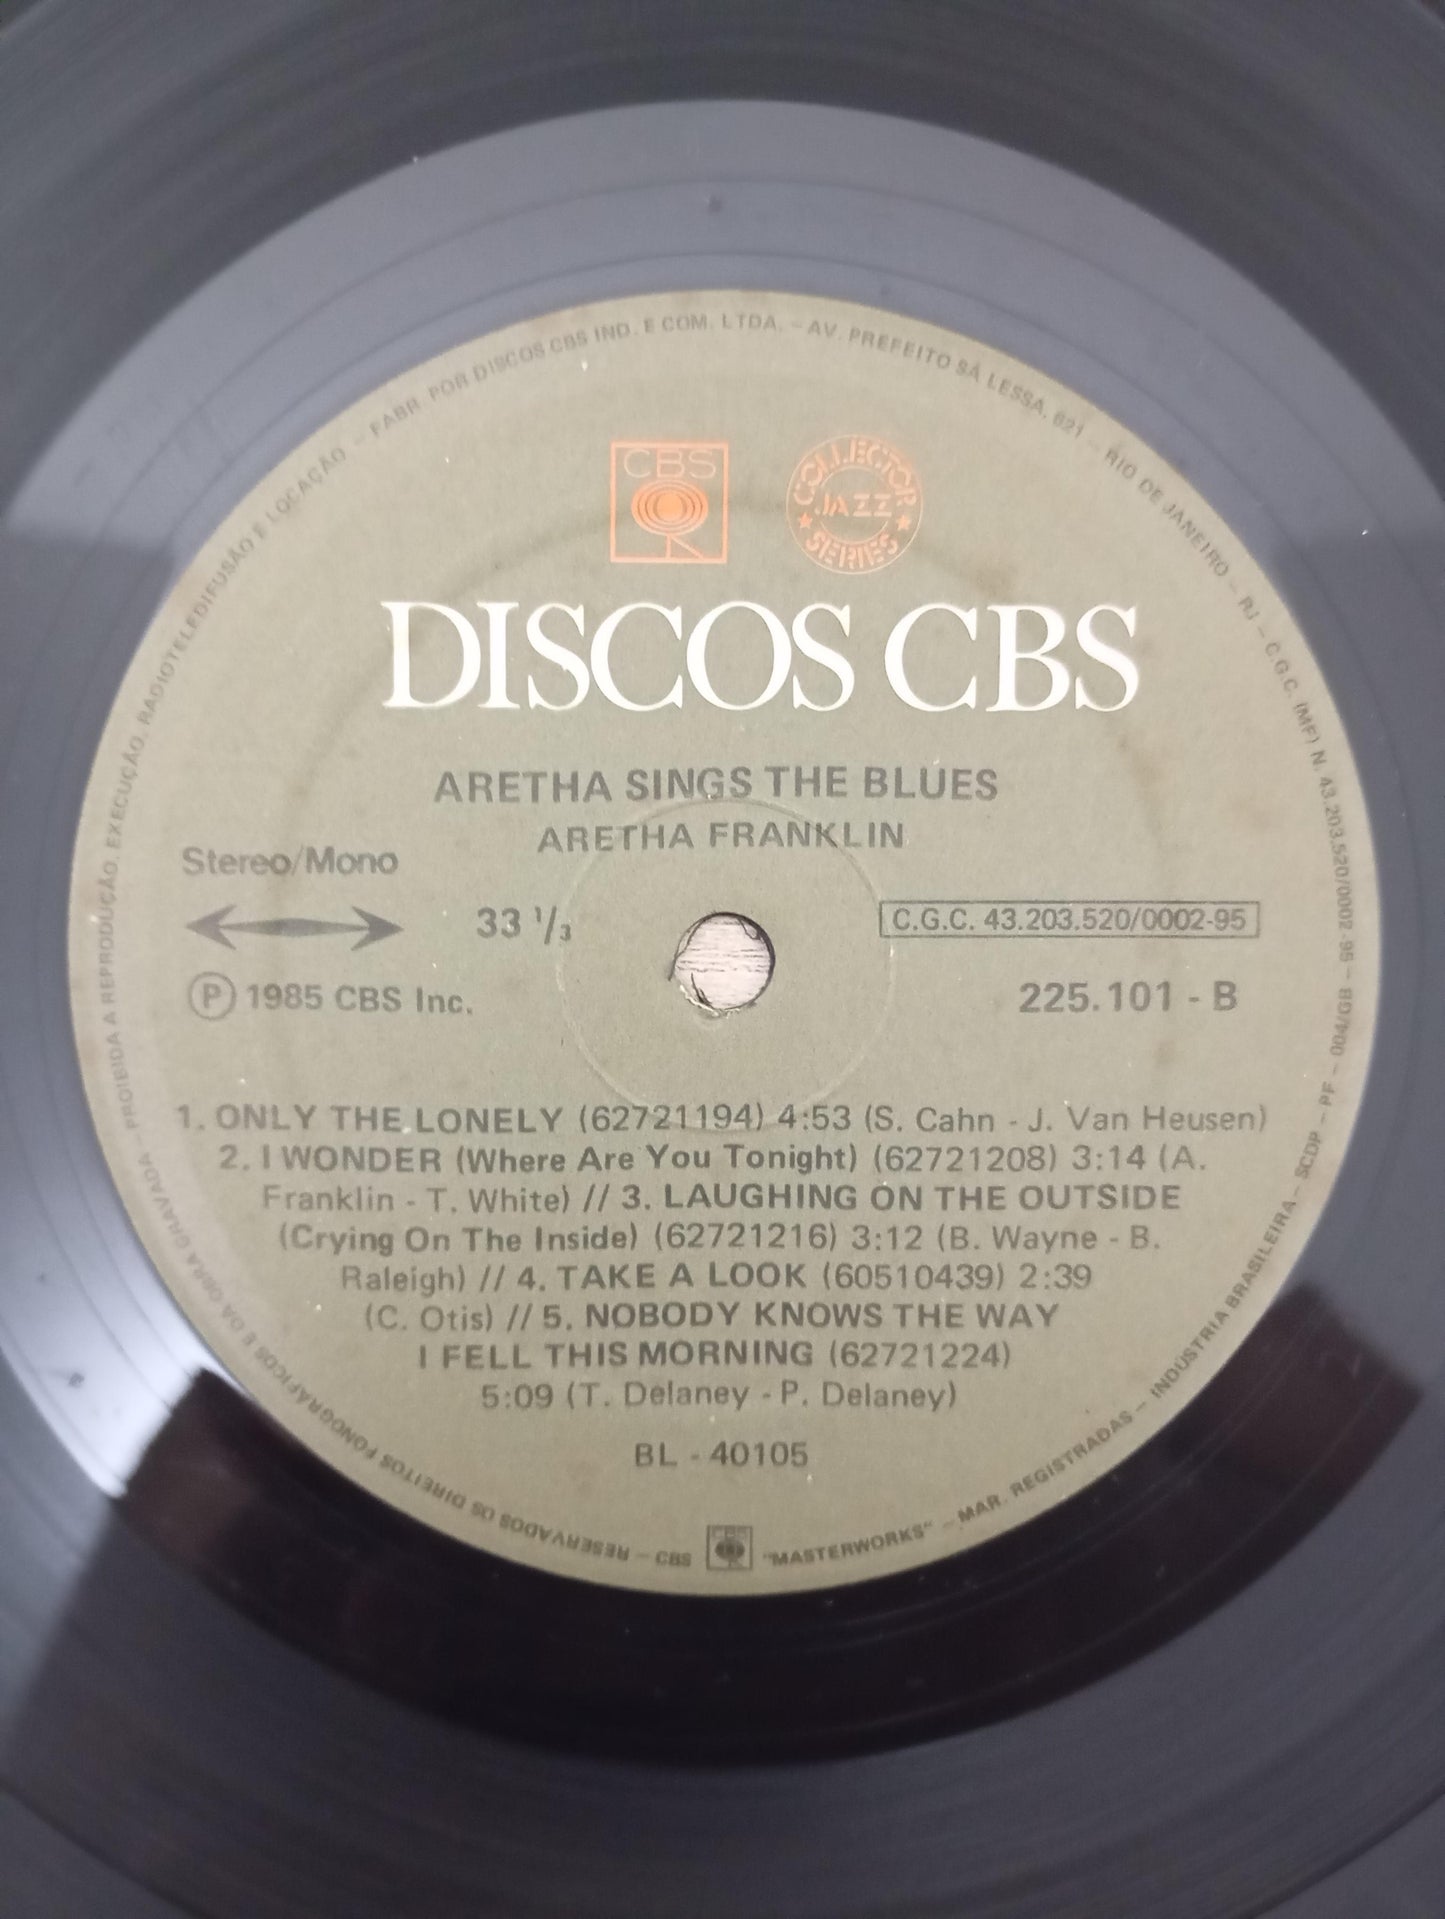 FABR. POR DISCOS CBS IND. E COM. LTDA. – AV. PREFEITO SÁ LESSA, 621 – RIO DE JANEIRO – RJ – C.G.C. (MF) N. 43.203.520/0002-95 – B – 004/GB – PF – SCDP – INDÚSTRIA BRASILEIRA – MAR. REGISTRADAS – "MASTERWORKS" CBS
CBS – RESERVADOS OS DIREITOS FONOGRÁFICOS E DA OBRA GRAVADA – PROIBIDA A REPRODUÇÃO, EXECUÇÃO, RADIOTELEDIFUSÃO E LOCAÇÃO –
CBS
COLLECTOR
JAZZ
SERIES
DISCOS CBS
ARETHA SINGS THE BLUES
ARETHA FRANKLIN
Stereo/Mono
33 1/3
C.G.C. 43.203.520/0002-95
Ⓟ 1985 CBS Inc.
225.101 - B
1. ONLY THE LONELY (62721194) 4:53 (S. Cahn - J. Van Heusen)
2. I WONDER (Where Are You Tonight) (62721208) 3:14 (A.
Franklin - T. White) // 3. LAUGHING ON THE OUTSIDE
(Crying On The Inside) (62721216) 3:12 (B. Wayne - B.
Raleigh) // 4. TAKE A LOOK (60510439) 2:39
(C. Otis) // 5. NOBODY KNOWS THE WAY
I FELL THIS MORNING (62721224)
5:09 (T. Delaney - P. Delaney)
BL - 40105